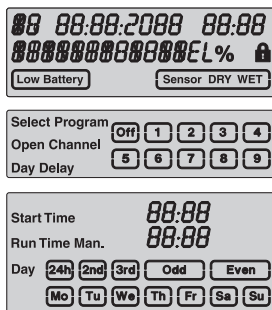 88 88:88:2088 88:88
88888888888EL%
Low Battery Sensor DRY WET
Select Program Off 1 2 3 4
Open Channel
Day Delay 5 6 7 8 9
Start Time 88:88
Run Time Man. 88:88
Day 24h 2nd 3rd Odd Even
Mo Tu We Th Fr Sa Su